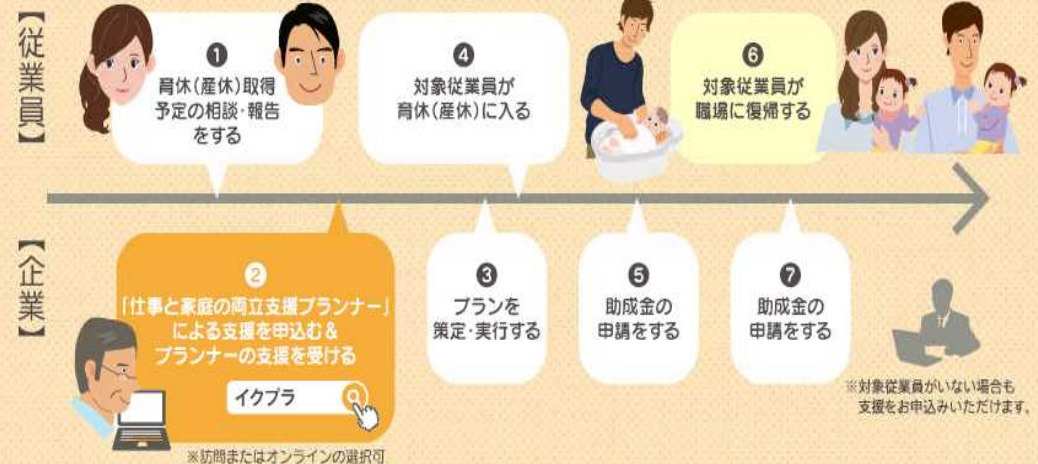 【従業員】
❶
育休(産休)取得
予定の相談・報告
をする
❹
対象従業員が
育休(産休)に入る
❻
対象従業員が
職場に復帰する
【企業】
❷
「仕事と家庭の両立支援プランナー」
による支援を申込む&
プランナーの支援を受ける
イクプラ
※訪問またはオンラインの選択可
❸
プランを
策定・実行する
❺
助成金の
申請をする
❼
助成金の
申請をする
※対象従業員がいない場合も
支援をお申込みいただけます。